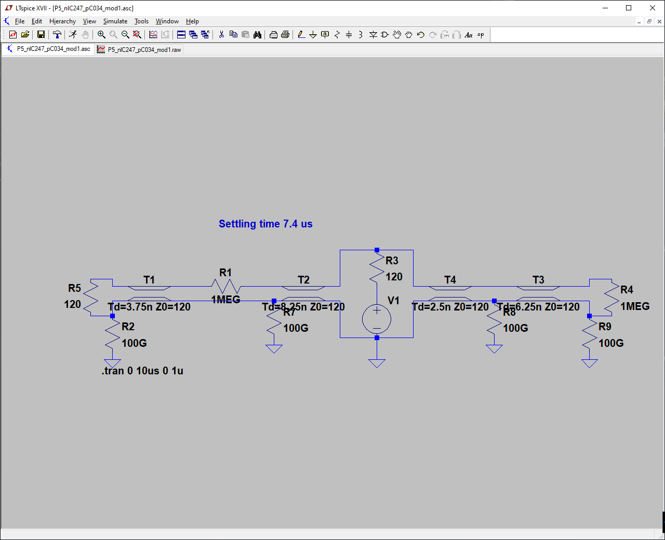 LTspice XVII - [P5_nIC247_pC034_mod1.asc]
File Edit Hierarchy View Simulate Tools Window Help
P5_nIC247_pC034_mod1.asc P5_nIC247_pC034_mod1.raw
Settling time 7.4 us
R5
120
T1
Td=3.75n Z0=120
R1
1MEG
T2
Td=8.25n Z0=120
R3
120
V1
T4
Td=2.5n Z0=120
T3
Td=6.25n Z0=120
R4
1MEG
R2
100G
R7
100G
R8
100G
R9
100G
.tran 0 10us 0 1u